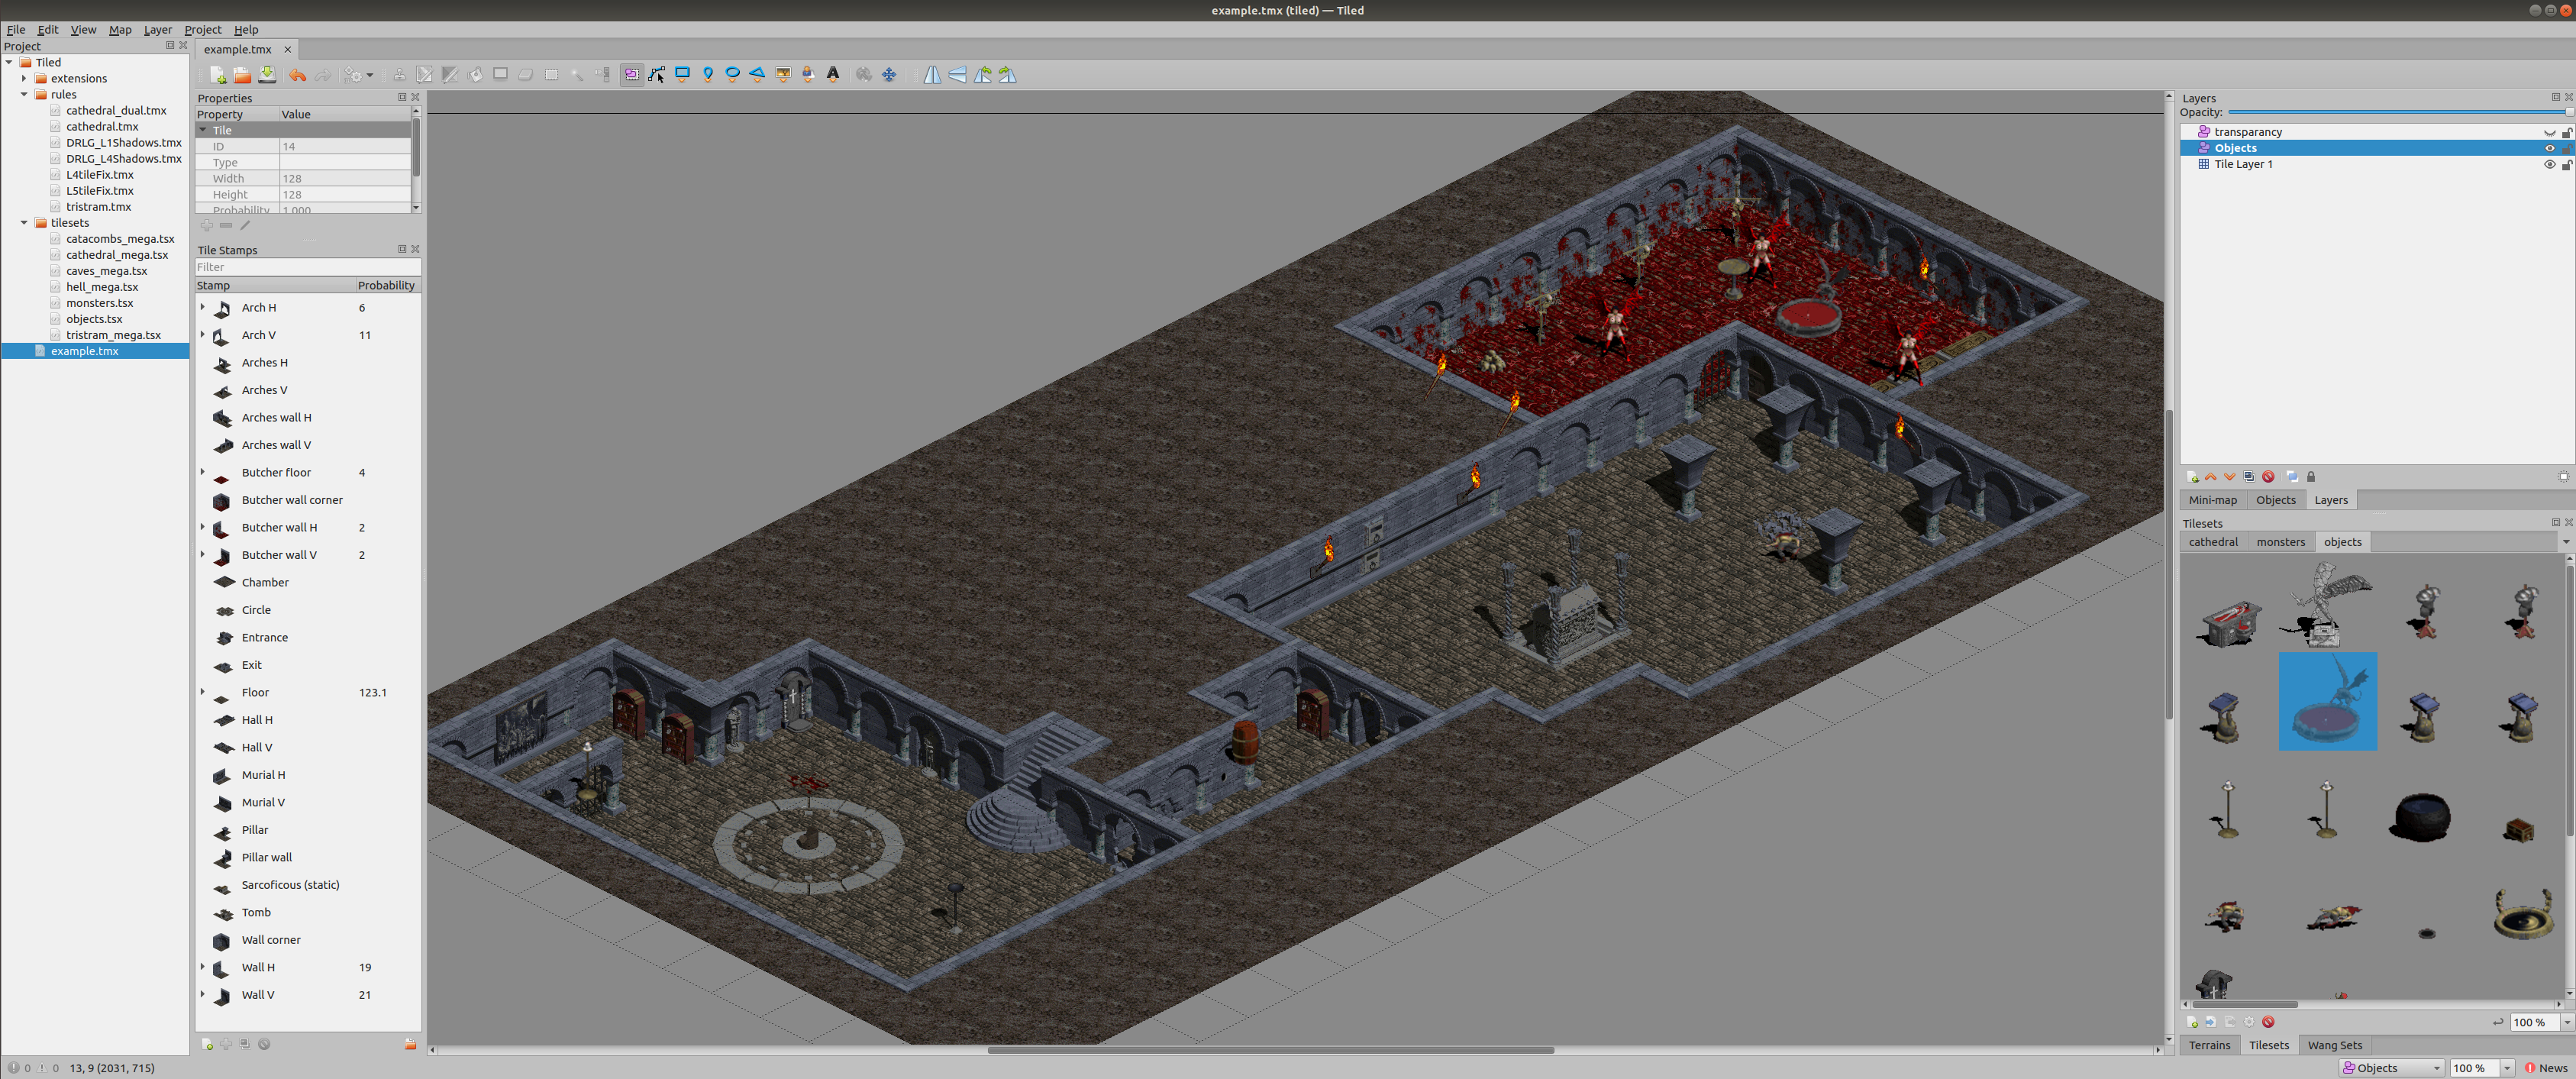 example.tmx (tiled) — Tiled
File Edit View Map Layer Project Help
Project
Tiled
extensions
rules
cathedral_dual.tmx
cathedral.tmx
DRLG_L1Shadows.tmx
DRLG_L4Shadows.tmx
L4tileFix.tmx
L5tileFix.tmx
tristram.tmx
tilesets
catacombs_mega.tsx
cathedral_mega.tsx
caves_mega.tsx
hell_mega.tsx
monsters.tsx
objects.tsx
tristram_mega.tsx
example.tmx
example.tmx
Properties
Property Value
Tile
ID 14
Type
Width 128
Height 128
Probability 1.000
Tile Stamps
Filter
Stamp Probability
Arch H 6
Arch V 11
Arches H
Arches V
Arches wall H
Arches wall V
Butcher floor 4
Butcher wall corner
Butcher wall H 2
Butcher wall V 2
Chamber
Circle
Entrance
Exit
Floor 123.1
Hall H
Hall V
Murial H
Murial V
Pillar
Pillar wall
Sarcoficous (static)
Tomb
Wall corner
Wall H 19
Wall V 21
Layers
Opacity:
transparancy
Objects
Tile Layer 1
Mini-map Objects Layers
Tilesets
cathedral monsters objects
100 %
Terrains Tilesets Wang Sets
0 0 13, 9 (2031, 715)
Objects 100 % News